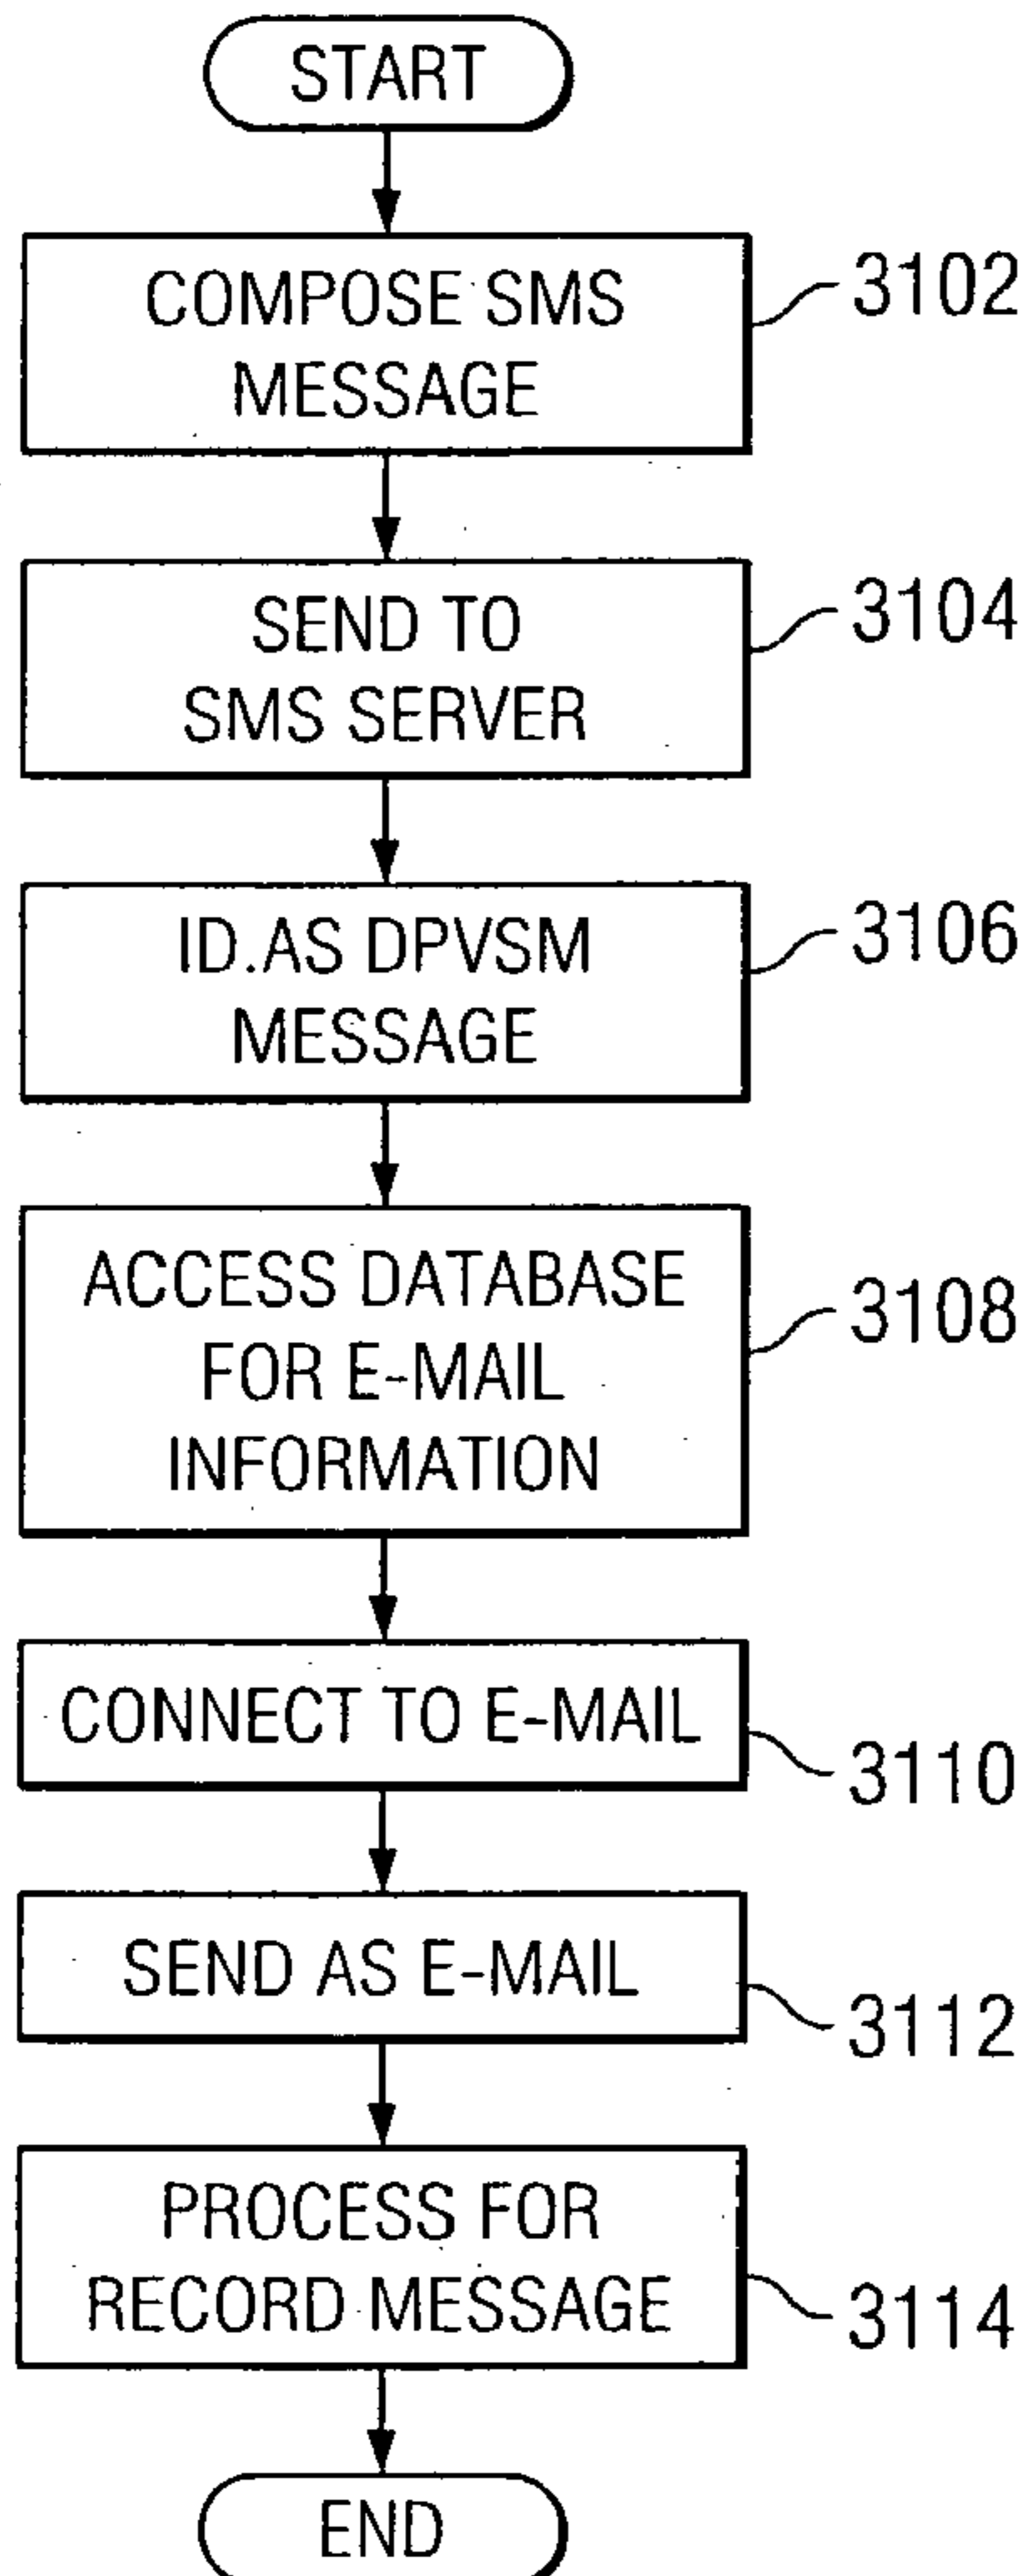 START
COMPOSE SMS
MESSAGE
3102
SEND TO
SMS SERVER
3104
ID.AS DPVSM
MESSAGE
3106
ACCESS DATABASE
FOR E-MAIL
INFORMATION
3108
CONNECT TO E-MAIL
3110
SEND AS E-MAIL
3112
PROCESS FOR
RECORD MESSAGE
3114
END